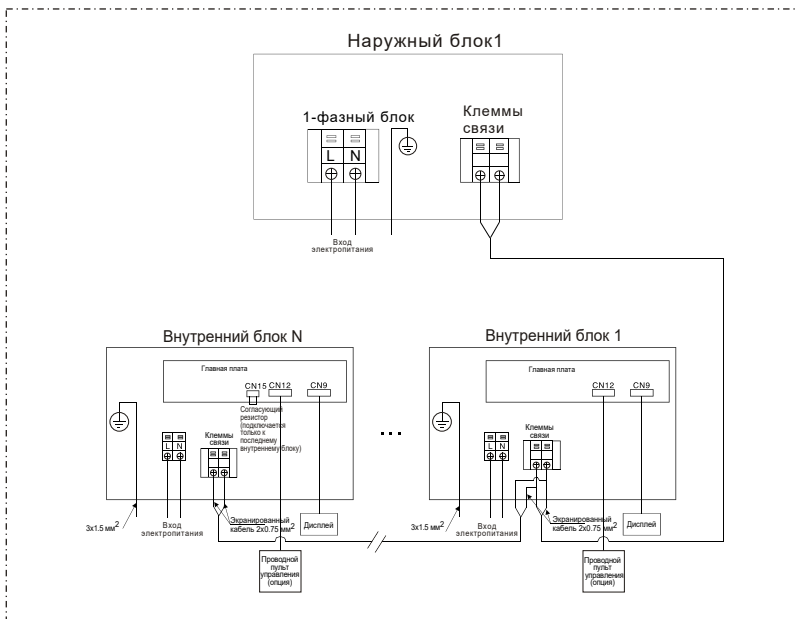 Наружный блок1
1-фазный блок
Клеммы
связи
L N
Вход
электропитания
Внутренний блок N
Главная плата
CN15 CN12 CN9
Согласующий
резистор
(подключается
только к
последнему
внутреннему блоку)
Клеммы
связи
L N
3x1.5 мм2
Вход
электропитания
Экранированный
кабель 2x0.75 мм2
Дисплей
Проводной
пульт
управления
(опция)
...
Внутренний блок 1
Главная плата
CN12 CN9
Клеммы
связи
L N
3x1.5 мм2
Вход
электропитания
Экранированный
кабель 2x0.75 мм2
Дисплей
Проводной
пульт
управления
(опция)